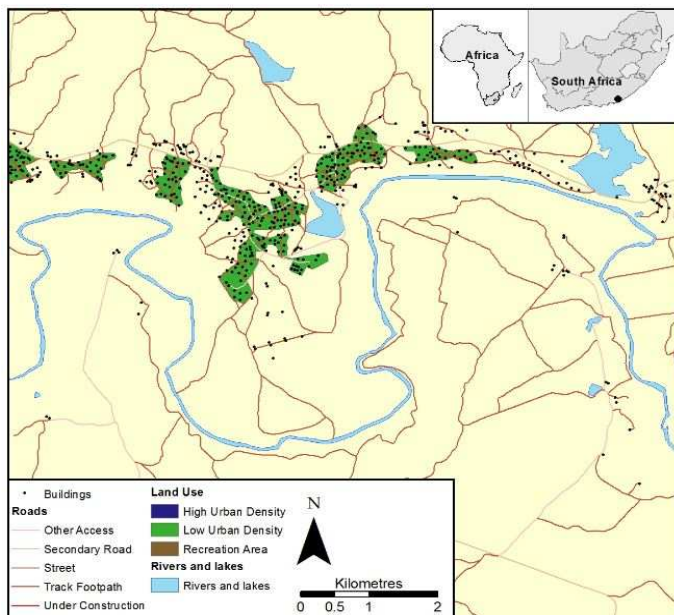 Africa
South Africa
Buildings
Roads
Other Access
Secondary Road
Street
Track Footpath
Under Construction
Land Use
High Urban Density
Low Urban Density
Recreation Area
Rivers and lakes
Rivers and lakes
N
Kilometres
0 0.5 1 2